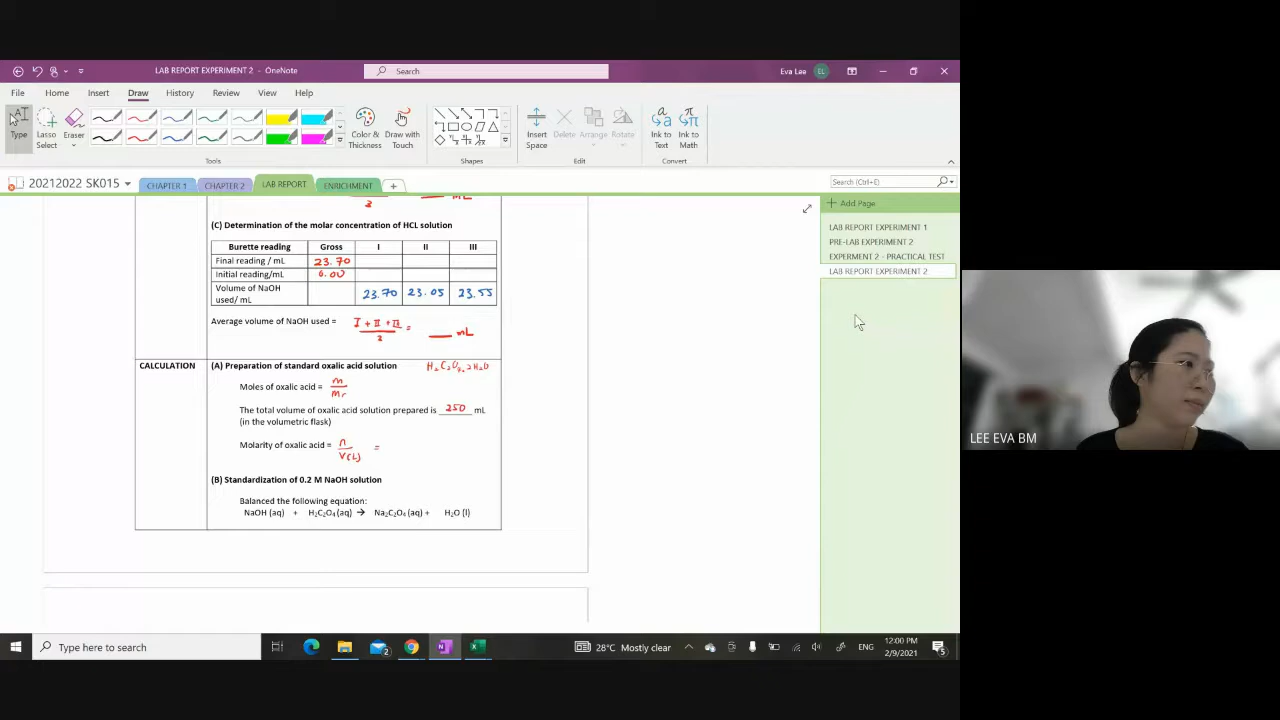 LAB REPORT EXPERIMENT 2 - OneNote
Search
Eva Lee
EL
File Home Insert Draw History Review View Help
Type
Lasso Select
Eraser
Color & Thickness
Draw with Touch
Insert Space
Delete
Arrange
Rotate
Ink to Text
Ink to Math
Tools
Shapes
Edit
Convert
20212022 SK015
CHAPTER 1
CHAPTER 2
LAB REPORT
ENRICHMENT
+
Search (Ctrl+E)
Add Page
LAB REPORT EXPERIMENT 1
PRE-LAB EXPERIMENT 2
EXPERMENT 2 - PRACTICAL TEST
LAB REPORT EXPERIMENT 2
3 mL
(C) Determination of the molar concentration of HCL solution
Burette reading Gross I II III
Final reading / mL 23.70
Initial reading/mL 0.00
Volume of NaOH used/ mL 23.70 23.05 23.55
Average volume of NaOH used = I + II + III / 3 = ___ mL
CALCULATION
(A) Preparation of standard oxalic acid solution H₂C₂O₄.2H₂O
Moles of oxalic acid = m / Mr
The total volume of oxalic acid solution prepared is 250 mL
(in the volumetric flask)
Molarity of oxalic acid = n / V(L) =
(B) Standardization of 0.2 M NaOH solution
Balanced the following equation:
NaOH (aq) + H₂C₂O₄ (aq) → Na₂C₂O₄ (aq) + H₂O (l)
LEE EVA BM
Type here to search
2
28°C Mostly clear
ENG
12:00 PM
2/9/2021
5